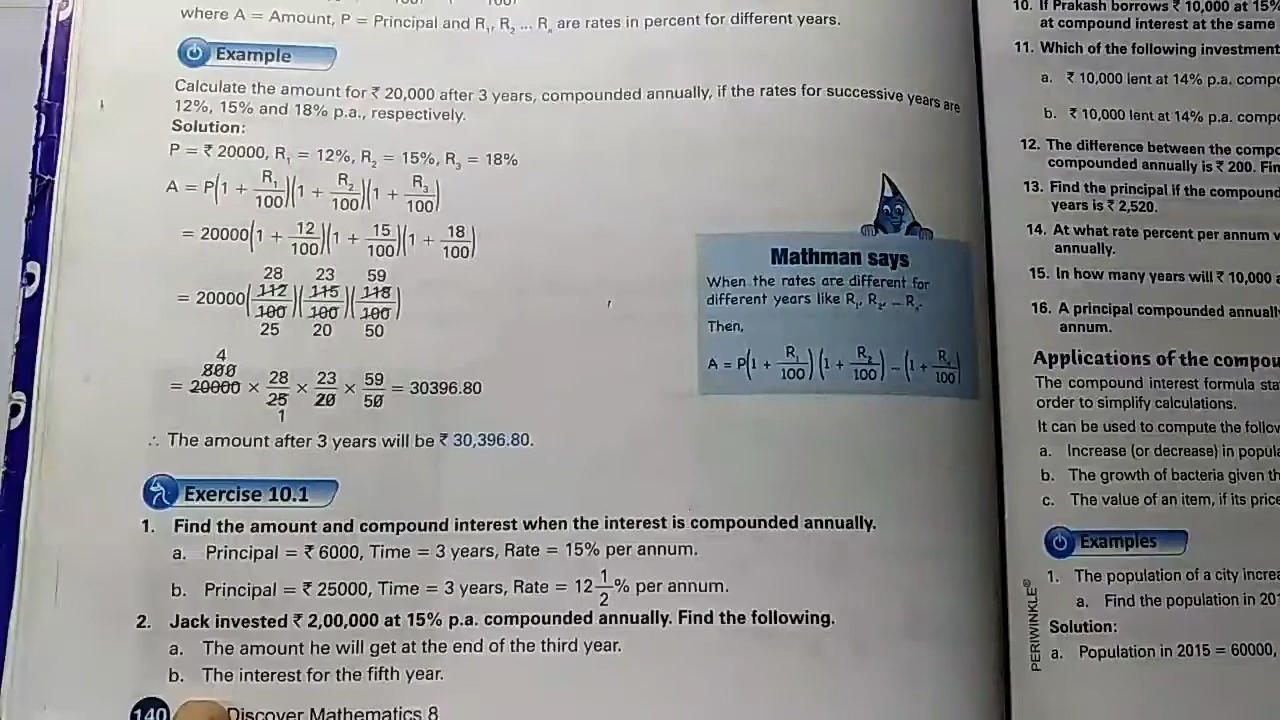 where A = Amount, P = Principal and R₁, R₂ ... Rₙ are rates in percent for different years.
Example
Calculate the amount for ₹ 20,000 after 3 years, compounded annually, if the rates for successive years are
12%, 15% and 18% p.a., respectively.
Solution:
P = ₹ 20000, R₁ = 12%, R₂ = 15%, R₃ = 18%
A = P(1 + R₁/100)(1 + R₂/100)(1 + R₃/100)
= 20000(1 + 12/100)(1 + 15/100)(1 + 18/100)
28 23 59
= 20000(112/100)(115/100)(118/100)
25 20 50
4
800
= 20000 × 28/25 × 23/20 × 59/50 = 30396.80
1
∴ The amount after 3 years will be ₹ 30,396.80.
Mathman says
When the rates are different for
different years like R₁, R₂, – Rₙ.
Then,
A = P(1 + R₁/100) (1 + R₂/100) – (1 + Rₙ/100)
Exercise 10.1
1. Find the amount and compound interest when the interest is compounded annually.
a. Principal = ₹ 6000, Time = 3 years, Rate = 15% per annum.
b. Principal = ₹ 25000, Time = 3 years, Rate = 12 1/2% per annum.
2. Jack invested ₹ 2,00,000 at 15% p.a. compounded annually. Find the following.
a. The amount he will get at the end of the third year.
b. The interest for the fifth year.
140 Discover Mathematics 8
10. If Prakash borrows ₹ 10,000 at 15%
at compound interest at the same
11. Which of the following investment
a. ₹ 10,000 lent at 14% p.a. comp
b. ₹ 10,000 lent at 14% p.a. comp
12. The difference between the comp
compounded annually is ₹ 200. Fin
13. Find the principal if the compound
years is ₹ 2,520.
14. At what rate percent per annum
annually.
15. In how many years will ₹ 10,000
16. A principal compounded annuall
annum.
Applications of the compou
The compound interest formula sta
order to simplify calculations.
It can be used to compute the follow
a. Increase (or decrease) in popula
b. The growth of bacteria given th
c. The value of an item, if its price
Examples
1. The population of a city increa
a. Find the population in 201
Solution:
a. Population in 2015 = 60000,
PERIWINKLE®